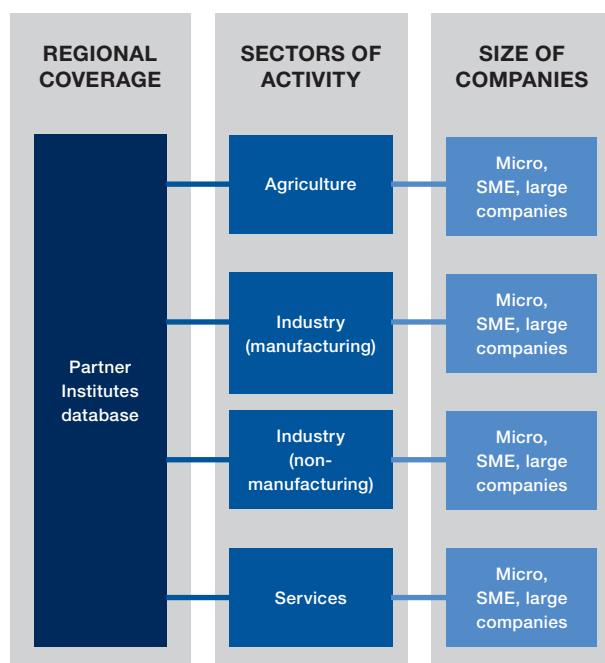 REGIONAL
COVERAGE
SECTORS OF
ACTIVITY
SIZE OF
COMPANIES
Partner
Institutes
database
Agriculture
Micro,
SME, large
companies
Industry
(manufacturing)
Micro,
SME, large
companies
Industry
(non-
manufacturing)
Micro,
SME, large
companies
Services
Micro,
SME, large
companies